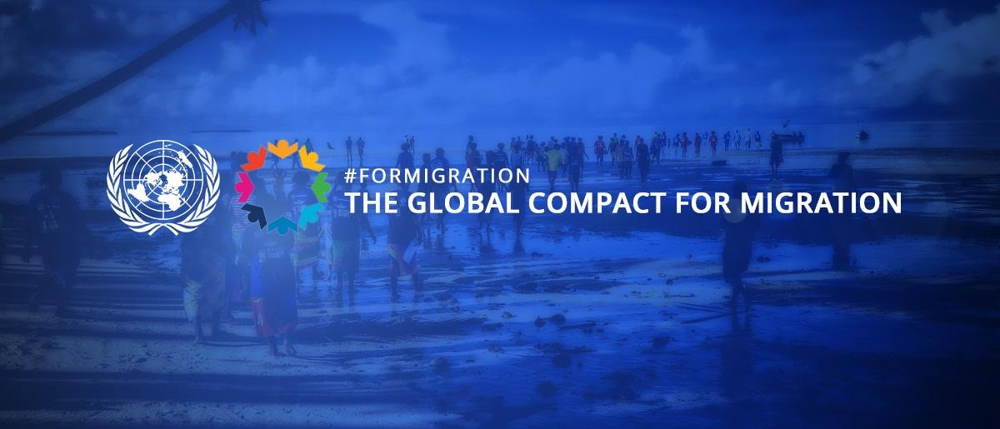 #FORMIGRATION
THE GLOBAL COMPACT FOR MIGRATION